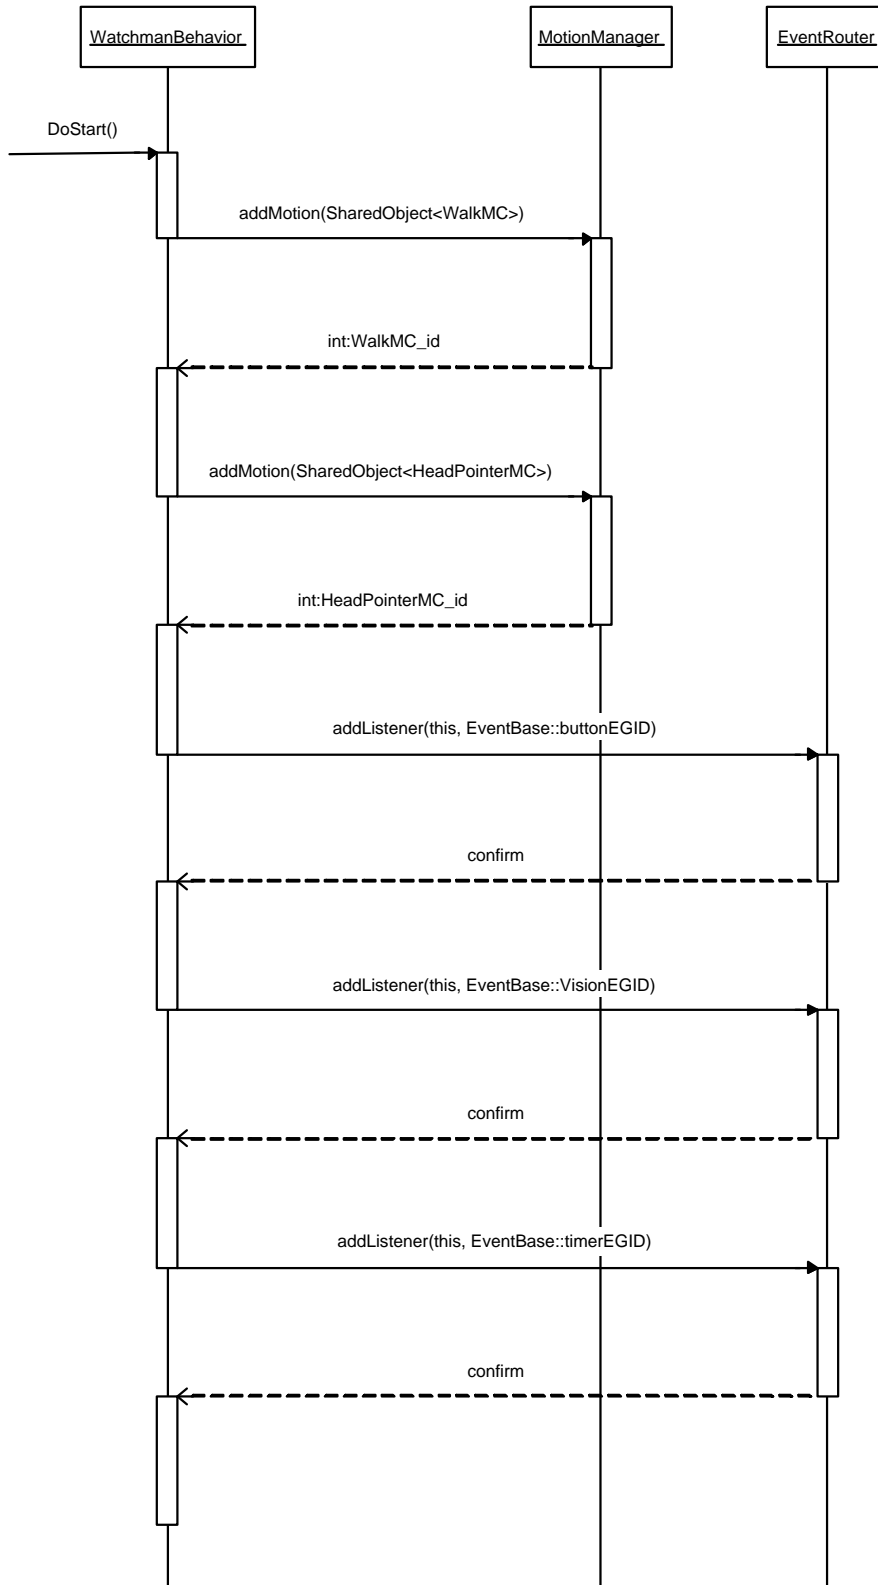 WatchmanBehavior
MotionManager
EventRouter
DoStart()
addMotion(SharedObject<WalkMC>)
int:WalkMC_id
addMotion(SharedObject<HeadPointerMC>)
int:HeadPointerMC_id
addListener(this, EventBase::buttonEGID)
confirm
addListener(this, EventBase::VisionEGID)
confirm
addListener(this, EventBase::timerEGID)
confirm